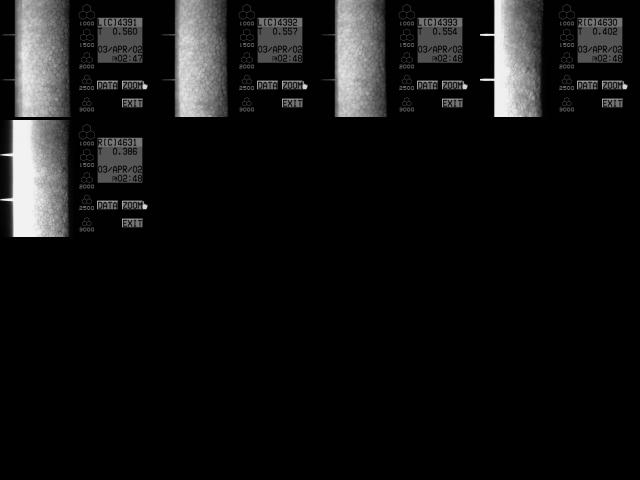 L(C)4391
1000
T 0.560
1500
03/APR/02
PM02:47
2000
2500
DATA ZOOM
EXIT
3000
L(C)4392
1000
T 0.557
1500
03/APR/02
PM02:48
2000
2500
DATA ZOOM
EXIT
3000
L(C)4393
1000
T 0.554
1500
03/APR/02
PM02:48
2000
2500
DATA ZOOM
EXIT
3000
R(C)4630
1000
T 0.402
1500
03/APR/02
PM02:48
2000
2500
DATA ZOOM
EXIT
3000
R(C)4631
1000
T 0.386
1500
03/APR/02
PM02:48
2000
2500
DATA ZOOM
EXIT
3000